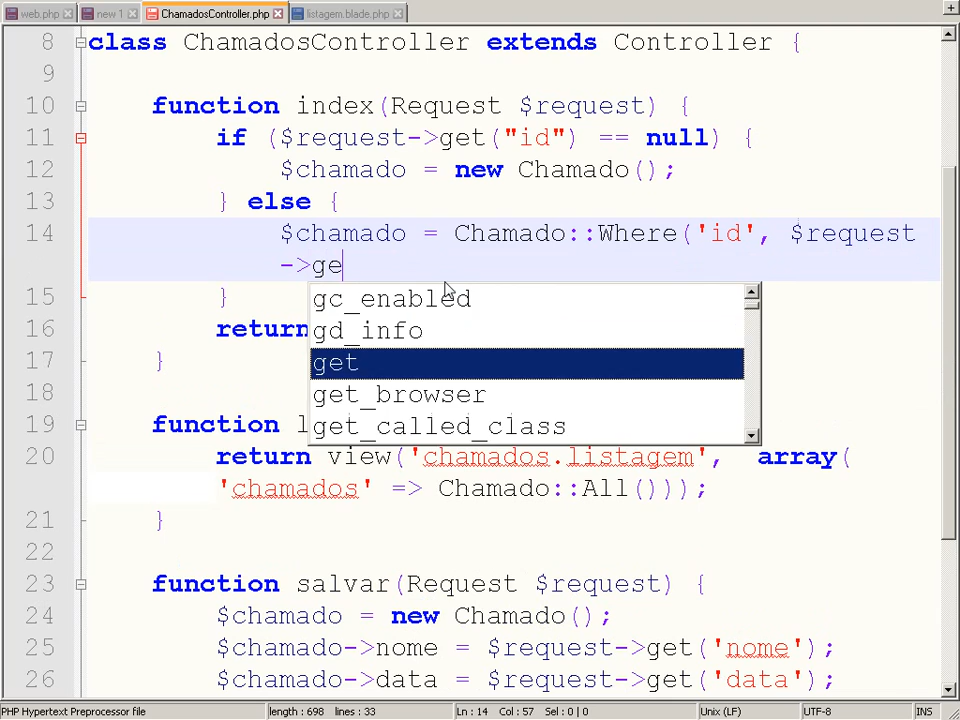 web.php new 1 ChamadosController.php listagem.blade.php
8 class ChamadosController extends Controller {
9
10 function index(Request $request) {
11 if ($request->get("id") == null) {
12 $chamado = new Chamado();
13 } else {
14 $chamado = Chamado::Where('id', $request
->ge
gc_enabled
gd_info
get
get_browser
get_called_class
15 }
16 return
17 }
18
19 function l
20 return view('chamados.listagem', array(
'chamados' => Chamado::All()));
21 }
22
23 function salvar(Request $request) {
24 $chamado = new Chamado();
25 $chamado->nome = $request->get('nome');
26 $chamado->data = $request->get('data');
PHP Hypertext Preprocessor file length : 698 lines : 33 Ln : 14 Col : 57 Sel : 0 | 0 Unix (LF) UTF-8 INS